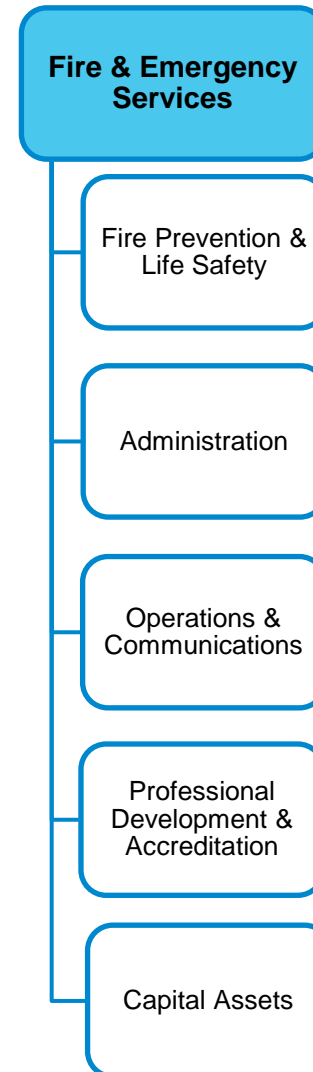 Fire & Emergency
Services
Fire Prevention &
Life Safety
Administration
Operations &
Communications
Professional
Development &
Accreditation
Capital Assets